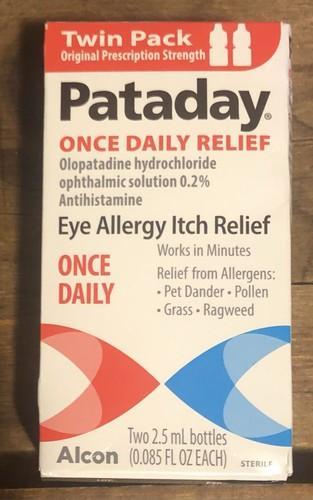 Twin Pack
Original Prescription Strength
Pataday®
ONCE DAILY RELIEF
Olopatadine hydrochloride
ophthalmic solution 0.2%
Antihistamine
Eye Allergy Itch Relief
Works in Minutes
ONCE
DAILY
Relief from Allergens:
• Pet Dander • Pollen
• Grass • Ragweed
Alcon
Two 2.5 mL bottles
(0.085 FL OZ EACH)
STERILE